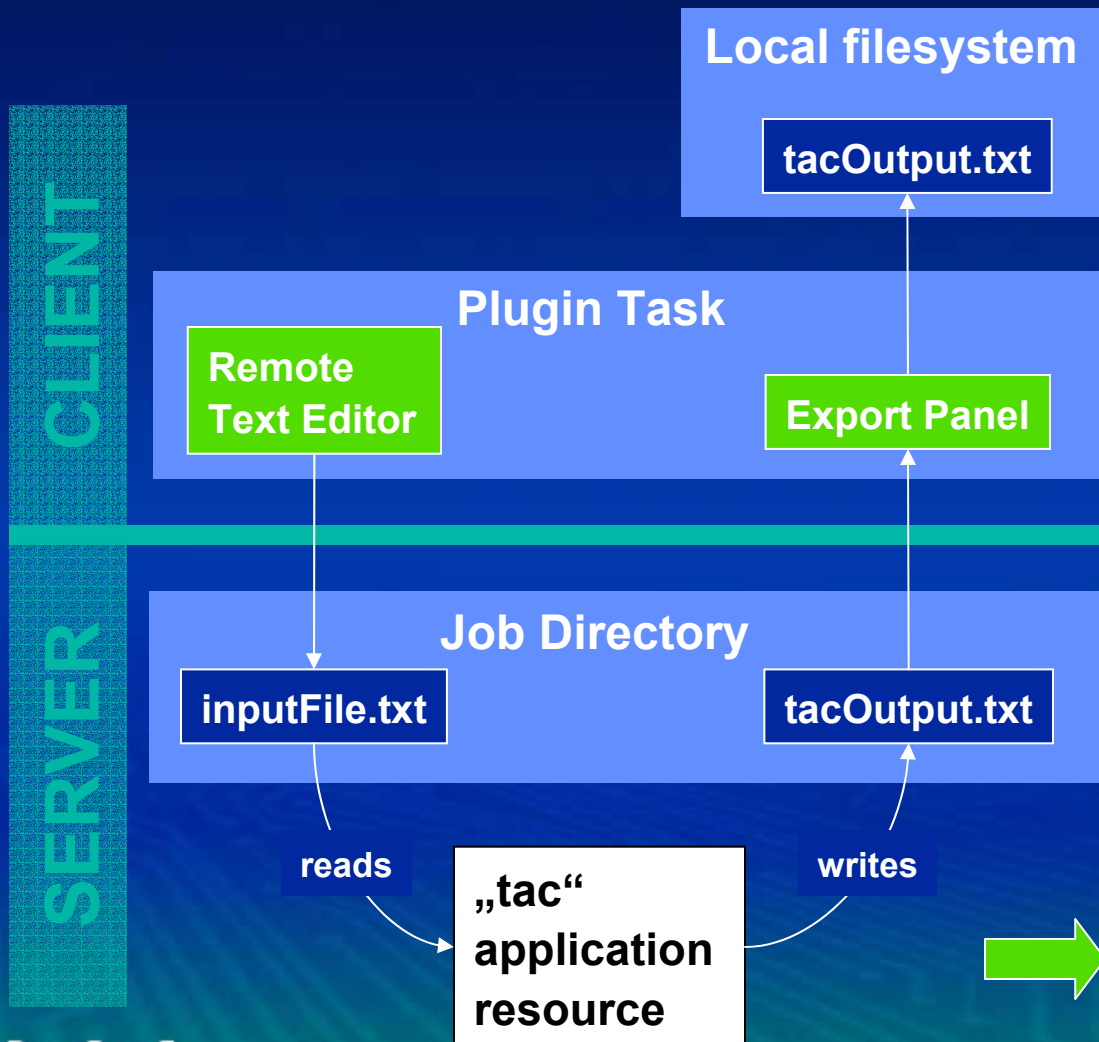 Local filesystem
tacOutput.txt
CLIENT
Plugin Task
Remote
Text Editor
Export Panel
SERVER
Job Directory
inputFile.txt
tacOutput.txt
reads
writes
„tac“
application
resource